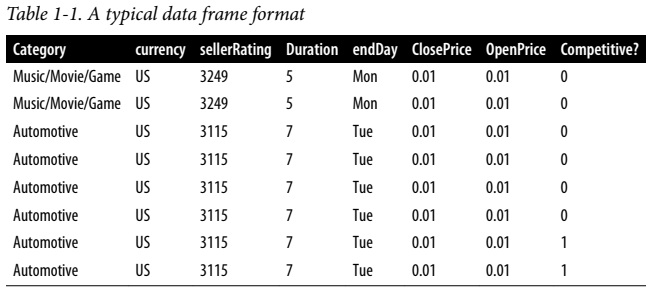 Table 1-1. A typical data frame format
Category currency sellerRating Duration endDay ClosePrice OpenPrice Competitive?
Music/Movie/Game US 3249 5 Mon 0.01 0.01 0
Music/Movie/Game US 3249 5 Mon 0.01 0.01 0
Automotive US 3115 7 Tue 0.01 0.01 0
Automotive US 3115 7 Tue 0.01 0.01 0
Automotive US 3115 7 Tue 0.01 0.01 0
Automotive US 3115 7 Tue 0.01 0.01 0
Automotive US 3115 7 Tue 0.01 0.01 1
Automotive US 3115 7 Tue 0.01 0.01 1